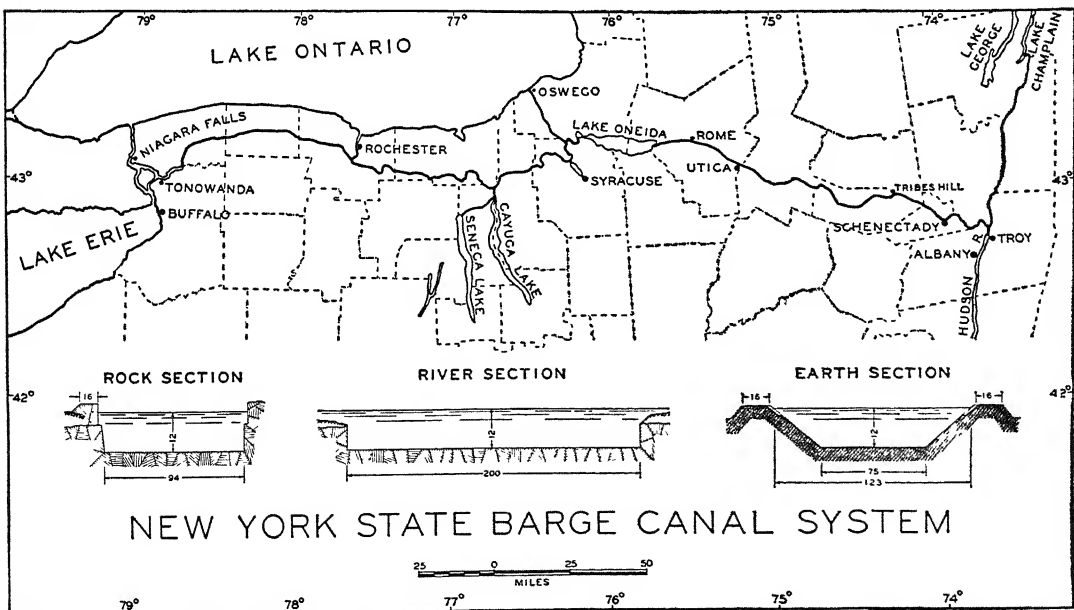 79° 78° 77° 76° 75° 74°
LAKE ONTARIO
LAKE GEORGE
LAKE CHAMPLAIN
OSWEGO
NIAGARA FALLS
ROCHESTER
LAKE ONEIDA
ROME
43°
TONOWANDA
SYRACUSE
UTICA
43°
TRIBES HILL
BUFFALO
CAYUGA LAKE
SENECA LAKE
SCHENECTADY
LAKE ERIE
TROY
ALBANY
HUDSON R.
42°
42°
ROCK SECTION
RIVER SECTION
EARTH SECTION
16
12
94
12
200
16
16
12
75
123
NEW YORK STATE BARGE CANAL SYSTEM
25 0 25 50
MILES
79° 78° 77° 76° 75° 74°